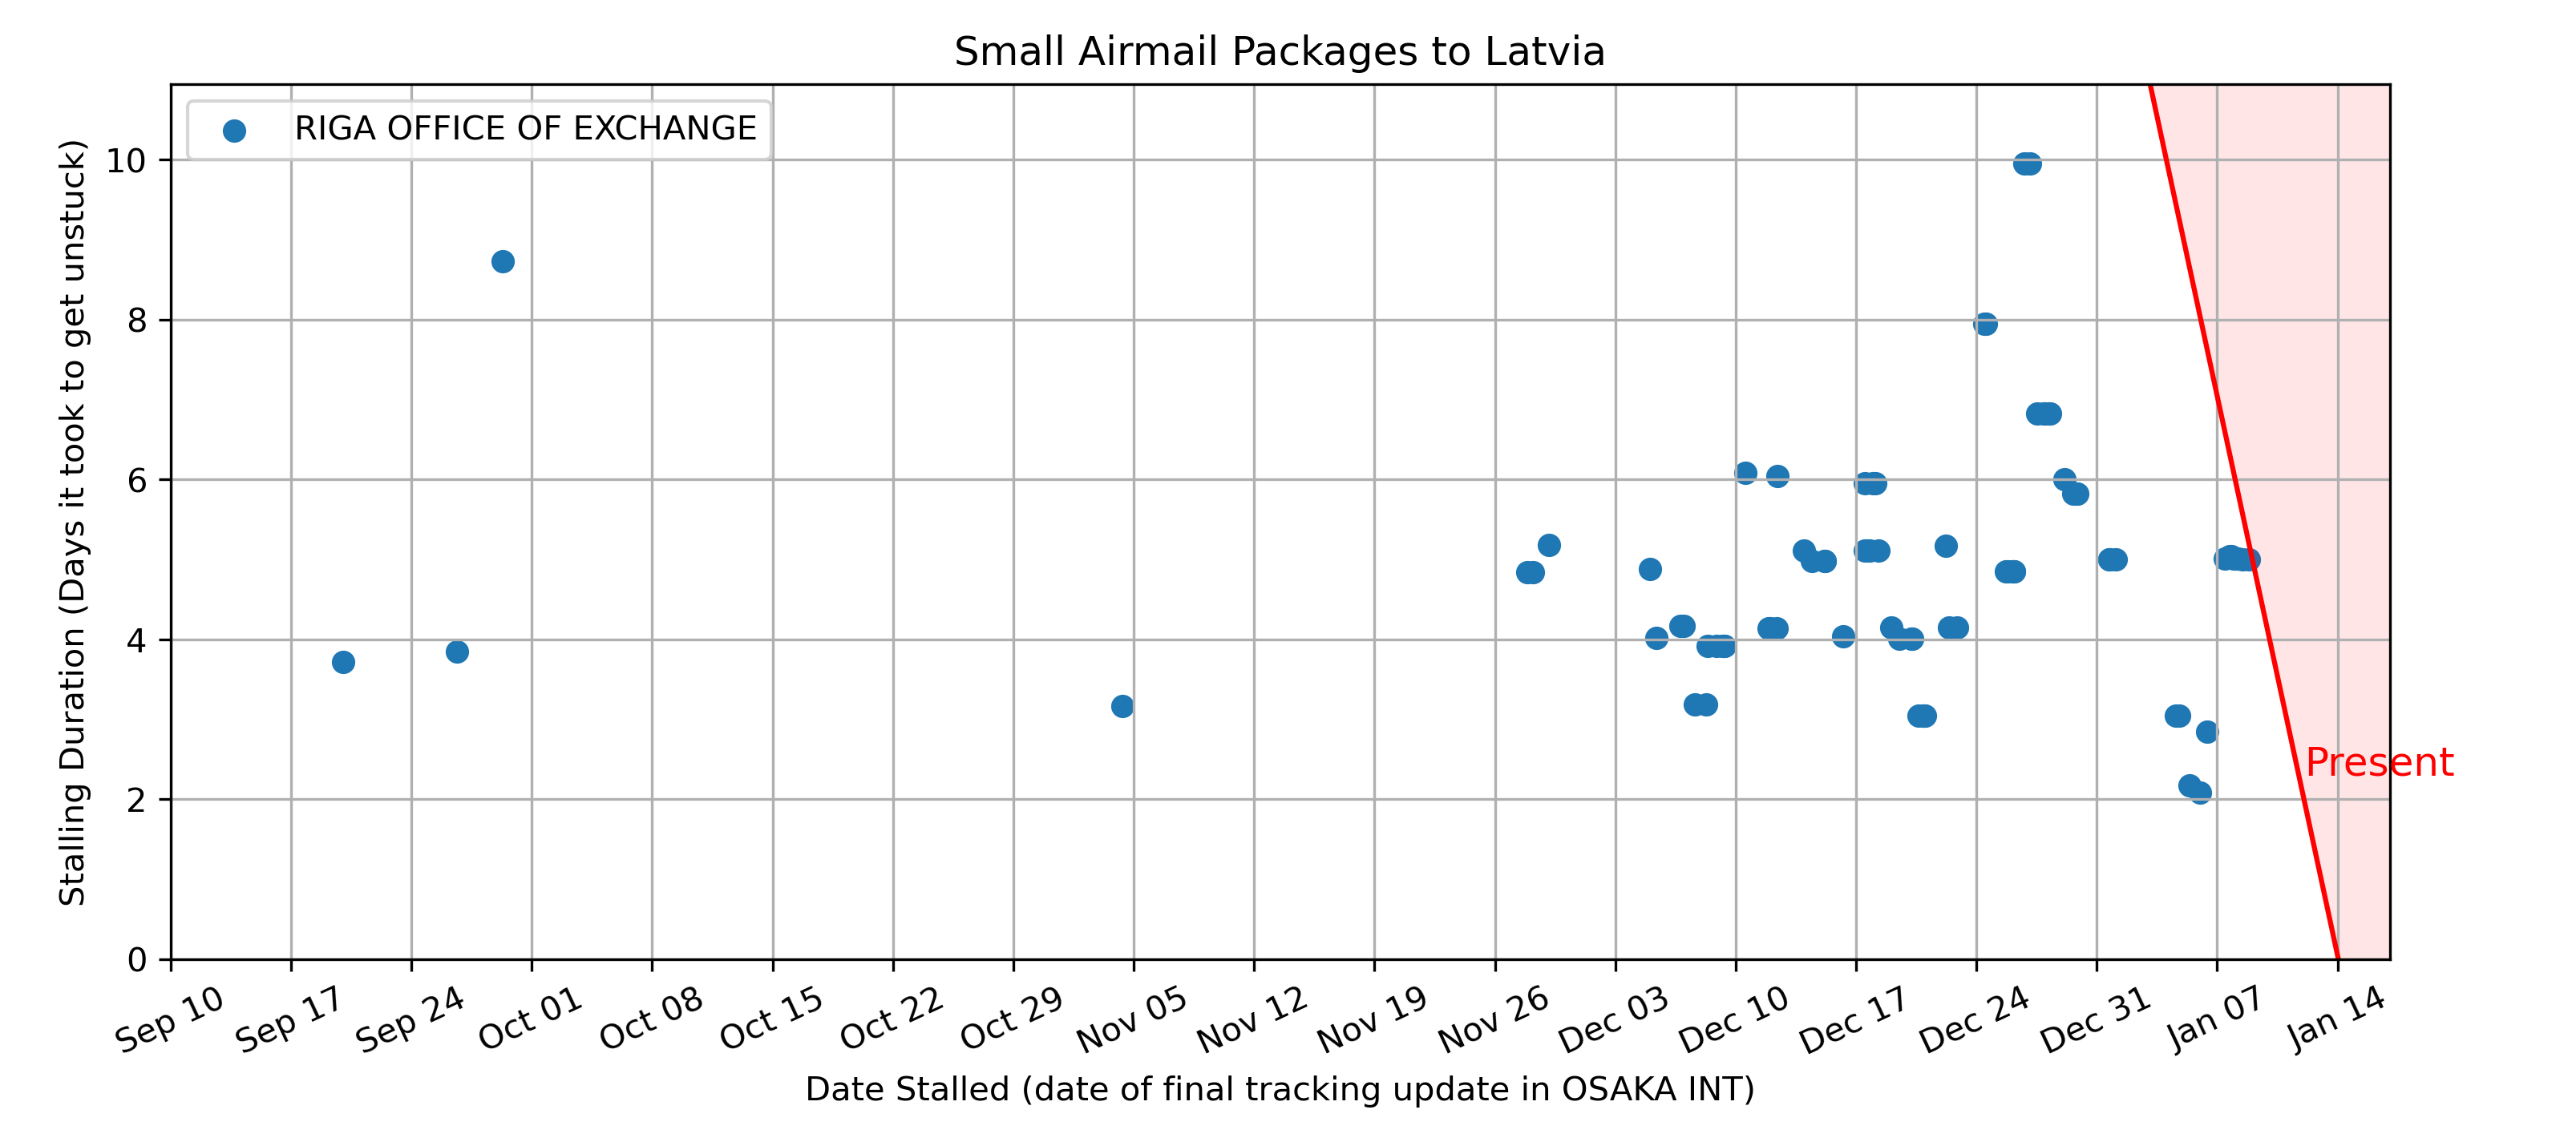 Small Airmail Packages to Latvia
RIGA OFFICE OF EXCHANGE
Stalling Duration (Days it took to get unstuck)
10
8
6
4
2
0
Present
Sep 10
Sep 17
Sep 24
Oct 01
Oct 08
Oct 15
Oct 22
Oct 29
Nov 05
Nov 12
Nov 19
Nov 26
Dec 03
Dec 10
Dec 17
Dec 24
Dec 31
Jan 07
Jan 14
Date Stalled (date of final tracking update in OSAKA INT)